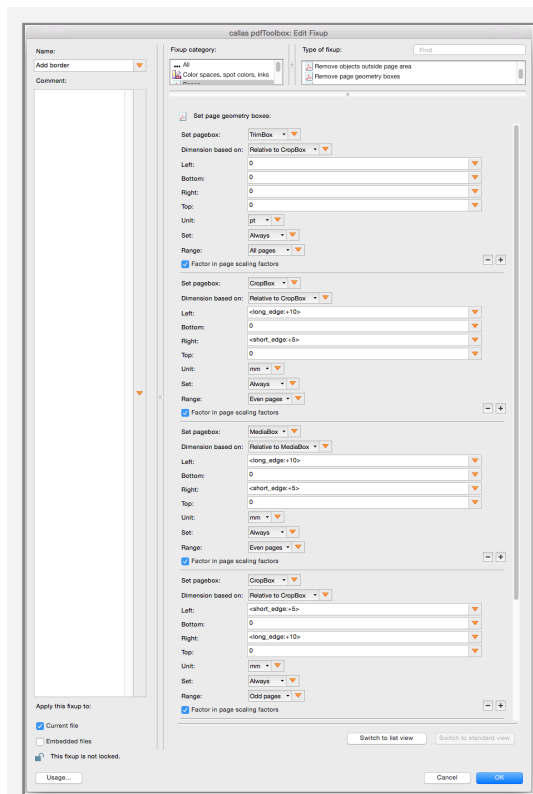 callas pdfToolbox: Edit Fixup
Name:
Add border
Comment:
Fixup category:
All
Color spaces, spot colors, inks
Pages
Type of fixup:
Find
Remove objects outside page area
Remove page geometry boxes
Set page geometry boxes:
Set pagebox: TrimBox
Dimension based on: Relative to CropBox
Left: 0
Bottom: 0
Right: 0
Top: 0
Unit: pt
Set: Always
Range: All pages
Factor in page scaling factors
Set pagebox: CropBox
Dimension based on: Relative to CropBox
Left: <long_edge:+10>
Bottom: 0
Right: <short_edge:+5>
Top: 0
Unit: mm
Set: Always
Range: Even pages
Factor in page scaling factors
Set pagebox: MediaBox
Dimension based on: Relative to MediaBox
Left: <long_edge:+10>
Bottom: 0
Right: <short_edge:+5>
Top: 0
Unit: mm
Set: Always
Range: Even pages
Factor in page scaling factors
Set pagebox: CropBox
Dimension based on: Relative to CropBox
Left: <short_edge:+5>
Bottom: 0
Right: <long_edge:+10>
Top: 0
Unit: mm
Set: Always
Range: Odd pages
Factor in page scaling factors
Apply this fixup to:
Current file
Embedded files
This fixup is not locked.
Switch to list view
Switch to standard view
Usage...
Cancel
OK